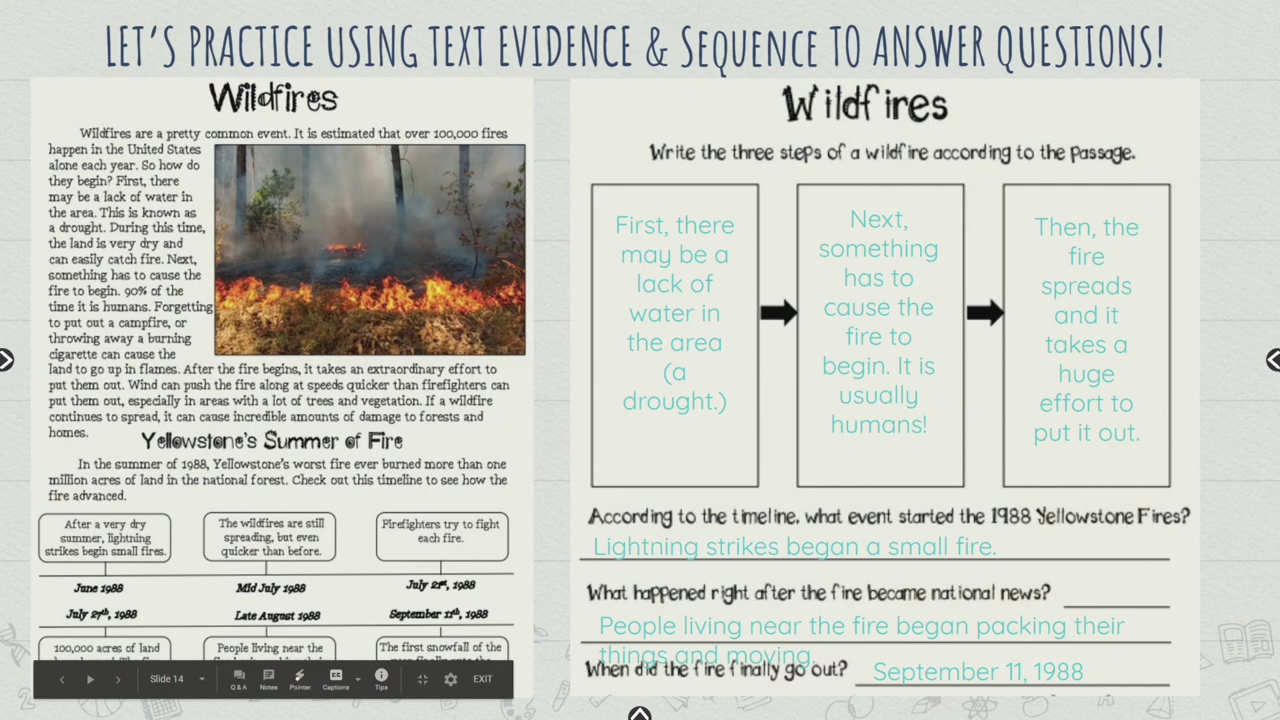 LET'S PRACTICE USING TEXT EVIDENCE & SEQUENCE TO ANSWER QUESTIONS!
Wildfires
Wildfires are a pretty common event. It is estimated that over 100,000 fires
happen in the United States
alone each year. So how do
they begin? First, there
may be a lack of water in
the area. This is known as
a drought. During this time,
the land is very dry and
can easily catch fire. Next,
something has to cause the
fire to begin. 90% of the
time it is humans. Forgetting
to put out a campfire, or
throwing away a burning
cigarette can cause the
land to go up in flames. After the fire begins, it takes an extraordinary effort to
put them out. Wind can push the fire along at speeds quicker than firefighters can
put them out, especially in areas with a lot of trees and vegetation. If a wildfire
continues to spread, it can cause incredible amounts of damage to forests and
homes.
Yellowstone's Summer of Fire
In the summer of 1988, Yellowstone's worst fire ever burned more than one
million acres of land in the national forest. Check out this timeline to see how the
fire advanced.
After a very dry
summer, lightning
strikes begin small fires.
The wildfires are still
spreading, but even
quicker than before.
Firefighters try to fight
each fire.
June 1988
Mid July 1988
July 21st, 1988
July 27th, 1988
Late August 1988
September 11th, 1988
100,000 acres of land
People living near the
The first snowfall of the
Slide 14
Q & A
Notes
Pointer
Captions
Tips
EXIT
Wildfires
Write the three steps of a wildfire according to the passage.
First, there
may be a
lack of
water in
the area
(a
drought.)
Next,
something
has to
cause the
fire to
begin. It is
usually
humans!
Then, the
fire
spreads
and it
takes a
huge
effort to
put it out.
According to the timeline, what event started the 1988 Yellowstone Fires?
Lightning strikes began a small fire.
What happened right after the fire became national news?
People living near the fire began packing their
things and moving.
When did the fire finally go out? September 11, 1988